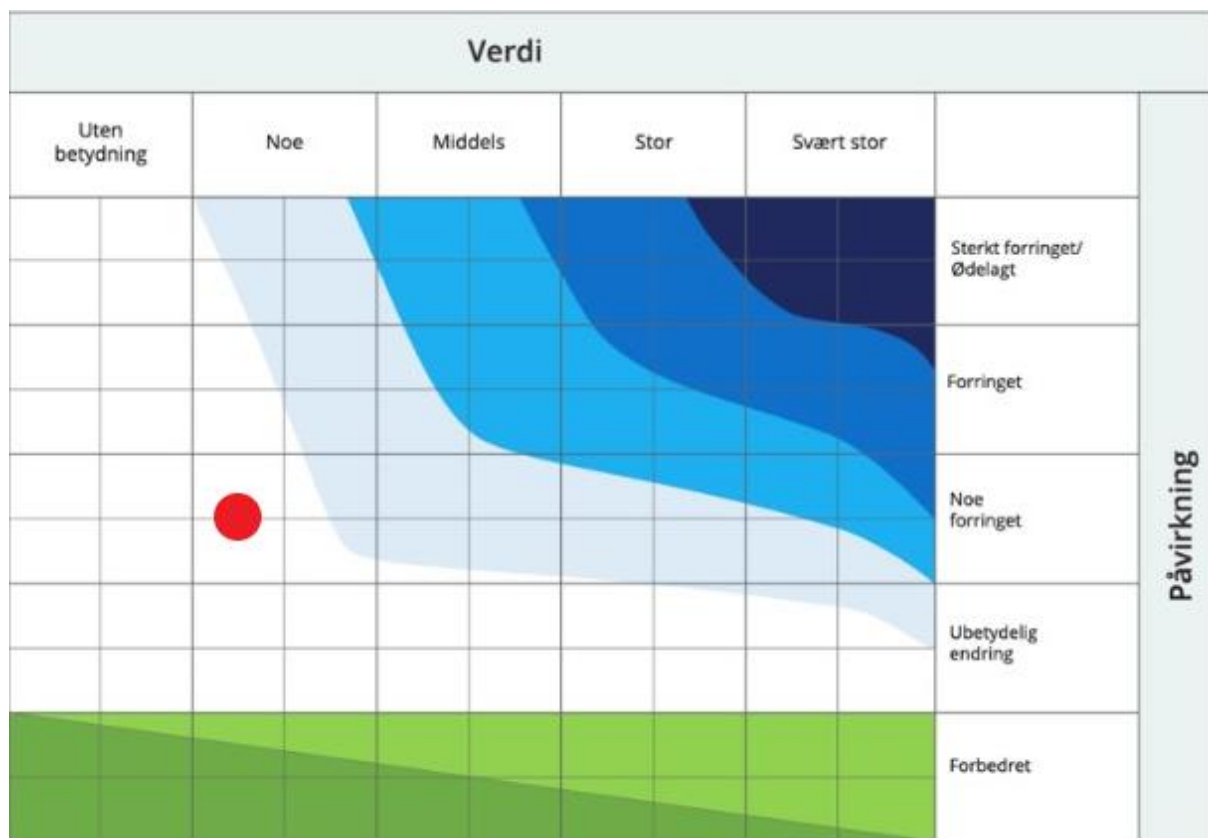 Verdi
Uten
betydning
Noe
Middels
Stor
Svært stor
Sterkt forringet/
Ødelagt
Forringet
Noe
forringet
Ubetydelig
endring
Forbedret
Påvirkning